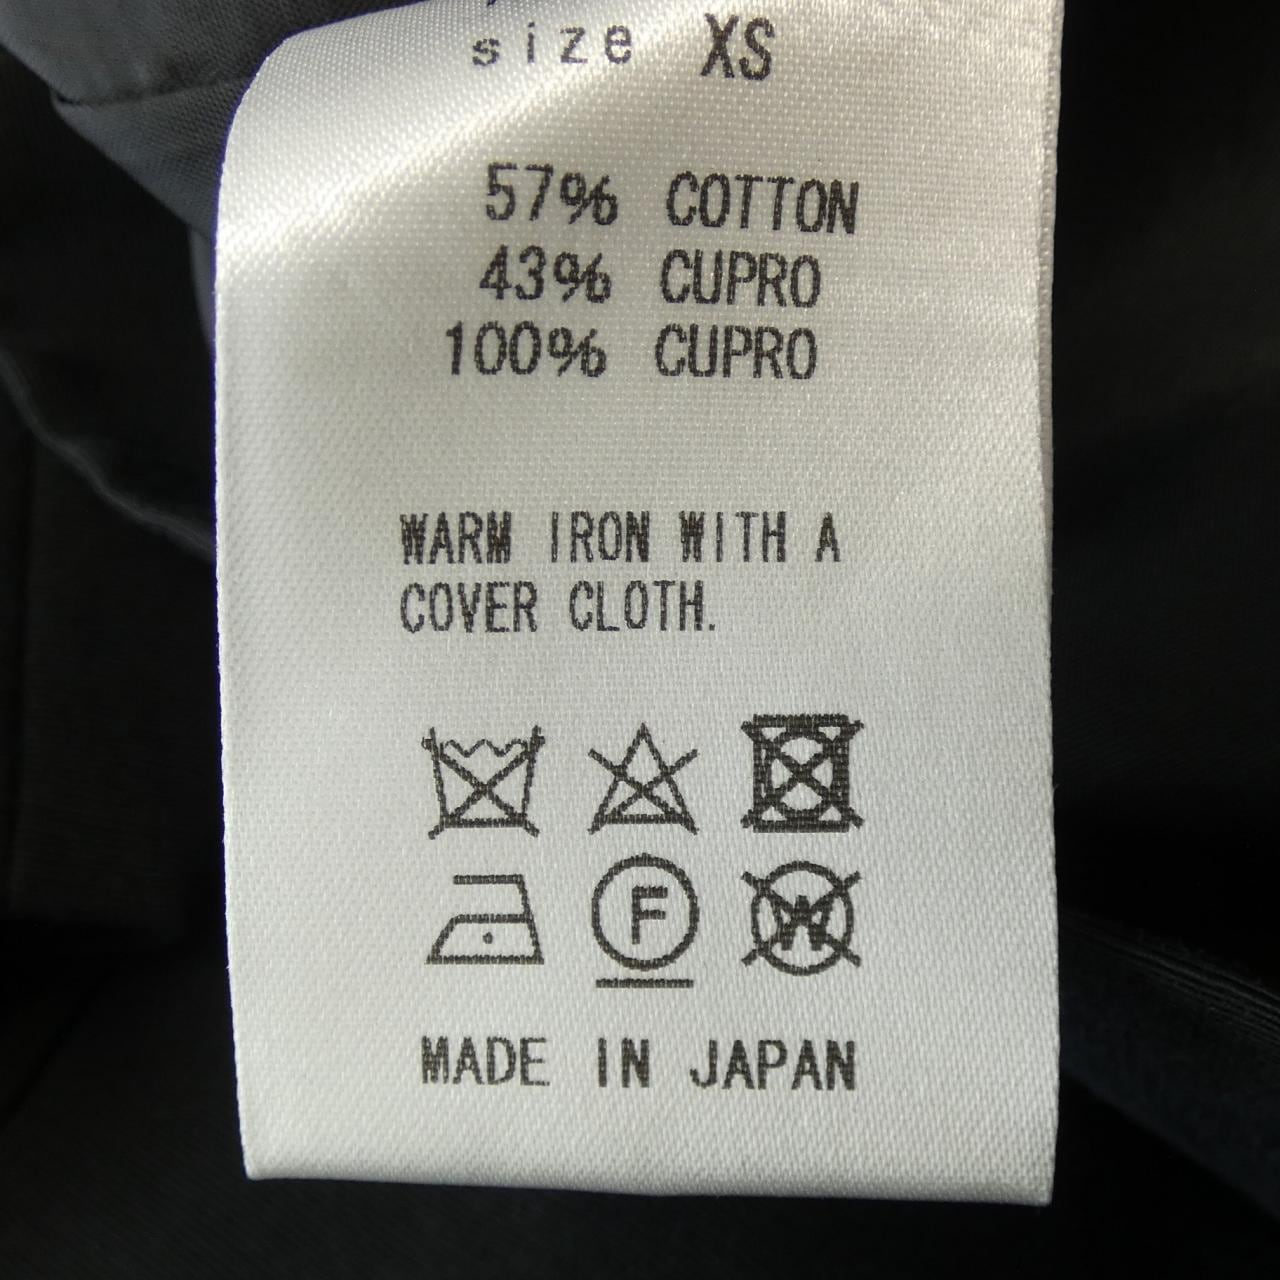 size XS
57% COTTON
43% CUPRO
100% CUPRO
WARM IRON WITH A
COVER CLOTH.
F W
MADE IN JAPAN